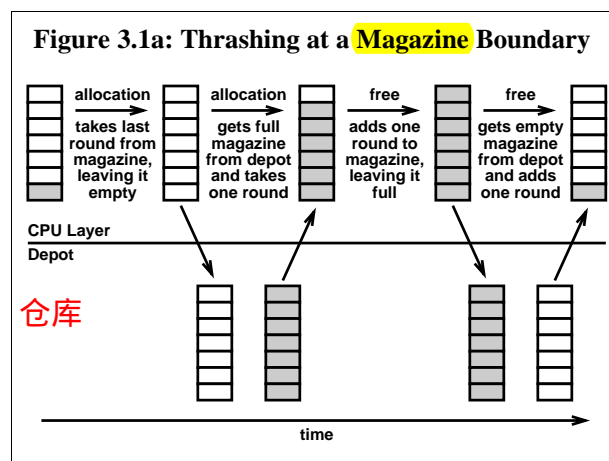 Figure 3.1a: Thrashing at a Magazine Boundary
allocation
takes last
round from
magazine,
leaving it
empty
allocation
gets full
magazine
from depot
and takes
one round
free
adds one
round to
magazine,
leaving it
full
free
gets empty
magazine
from depot
and adds
one round
CPU Layer
Depot
仓库
time